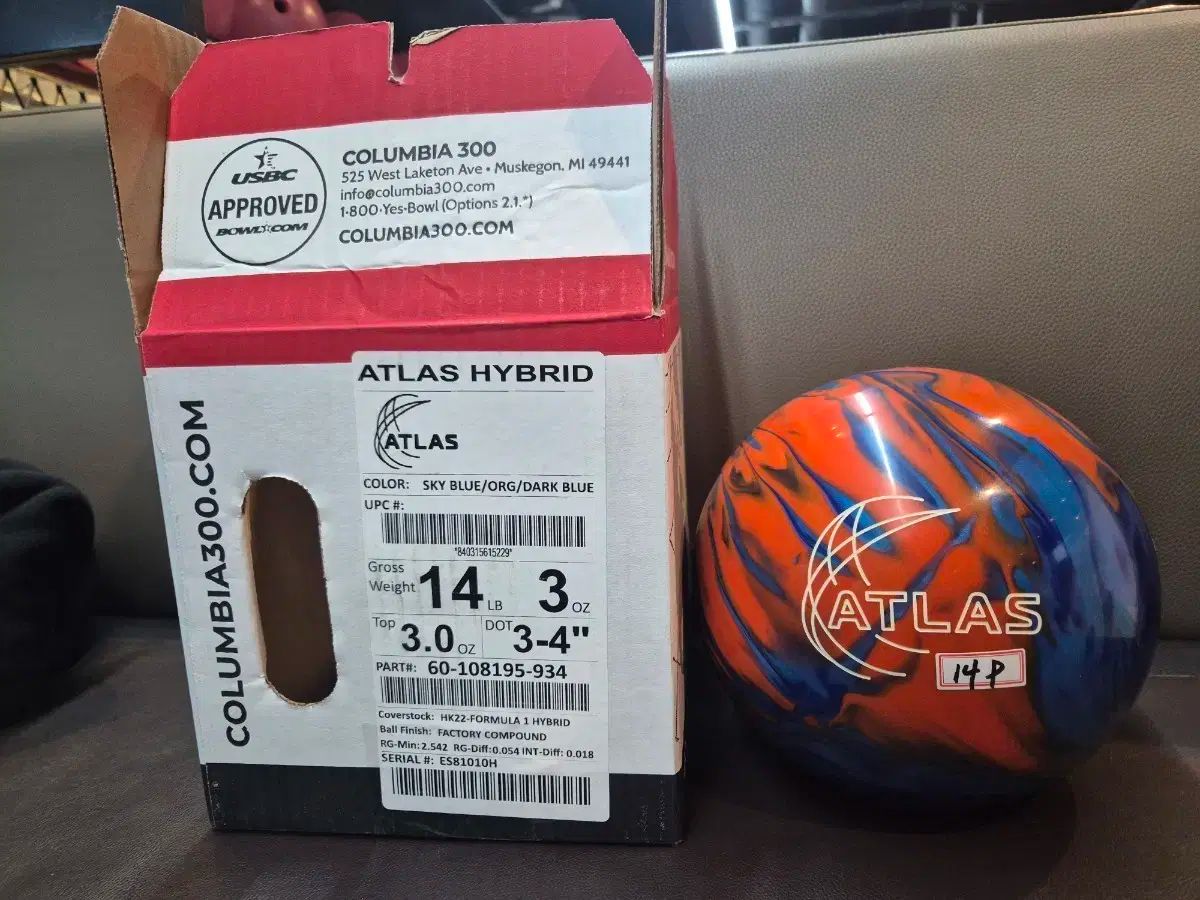 USBC
APPROVED
BOWL.COM
COLUMBIA 300
525 West Laketon Ave • Muskegon, MI 49441
info@columbia300.com
1-800-Yes-Bowl (Options 2.1.*)
COLUMBIA300.COM
COLUMBIA300.COM
ATLAS HYBRID
ATLAS
COLOR: SKY BLUE/ORG/DARK BLUE
UPC #:
*840315615229*
Gross Weight 14 LB 3 OZ
Top 3.0 OZ DOT 3-4"
PART#: 60-108195-934
Coverstock: HK22-FORMULA 1 HYBRID
Ball Finish: FACTORY COMPOUND
RG-Min: 2.542 RG-Diff:0.054 INT-Diff: 0.018
SERIAL #: ES81010H
ATLAS
14 P